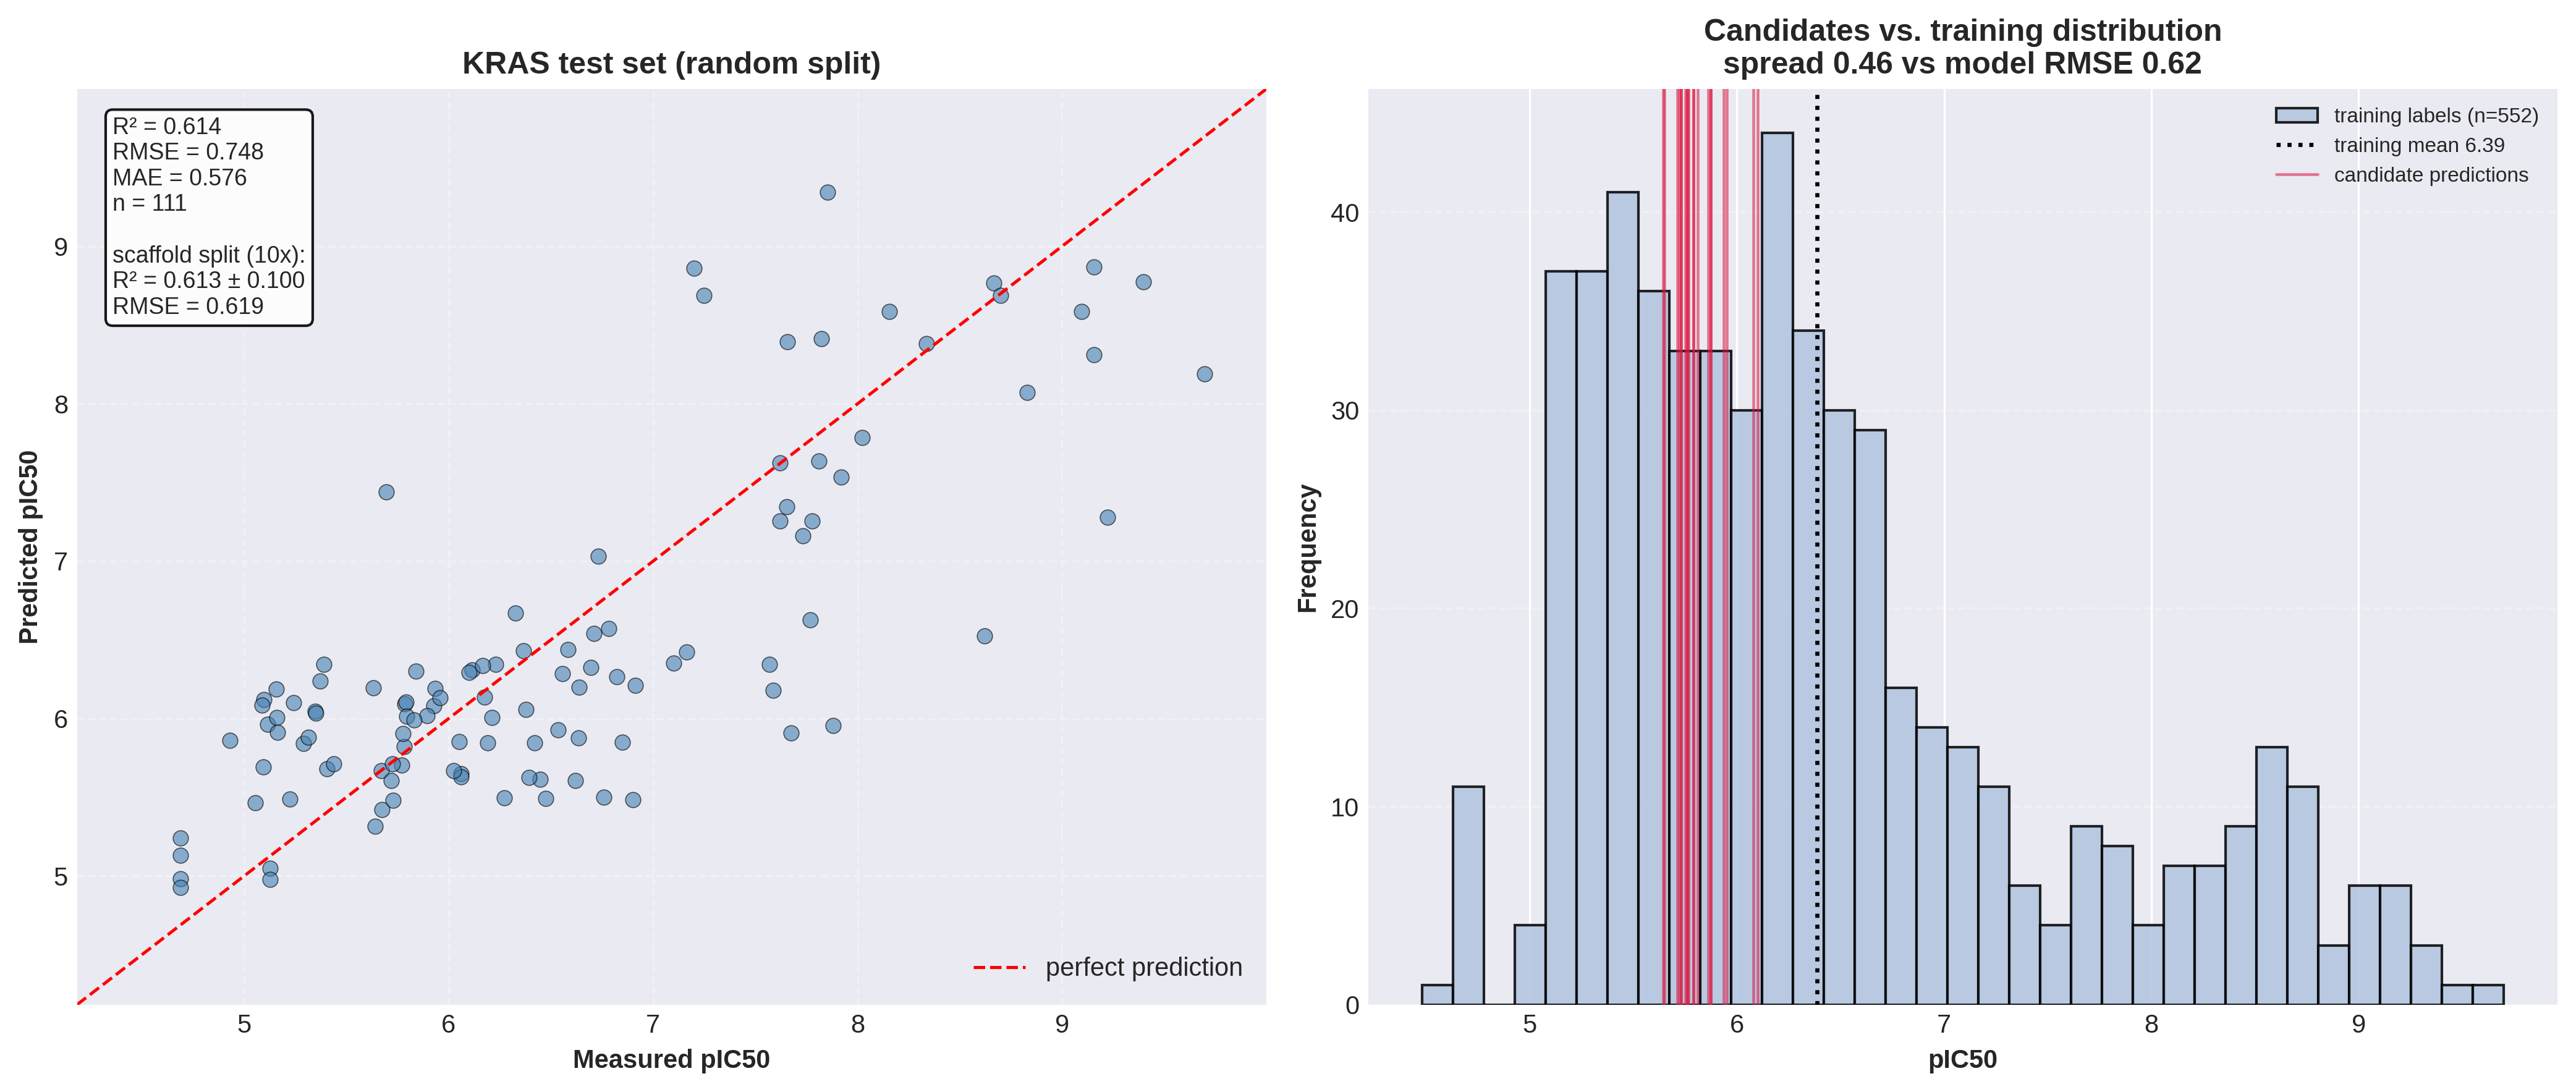 KRAS test set (random split)
R² = 0.614
RMSE = 0.748
MAE = 0.576
n = 111
scaffold split (10x):
R² = 0.613 ± 0.100
RMSE = 0.619
9
8
7
6
5
Predicted pIC50
perfect prediction
5 6 7 8 9
Measured pIC50
Candidates vs. training distribution
spread 0.46 vs model RMSE 0.62
training labels (n=552)
training mean 6.39
candidate predictions
40
30
20
10
0
Frequency
5 6 7 8 9
pIC50